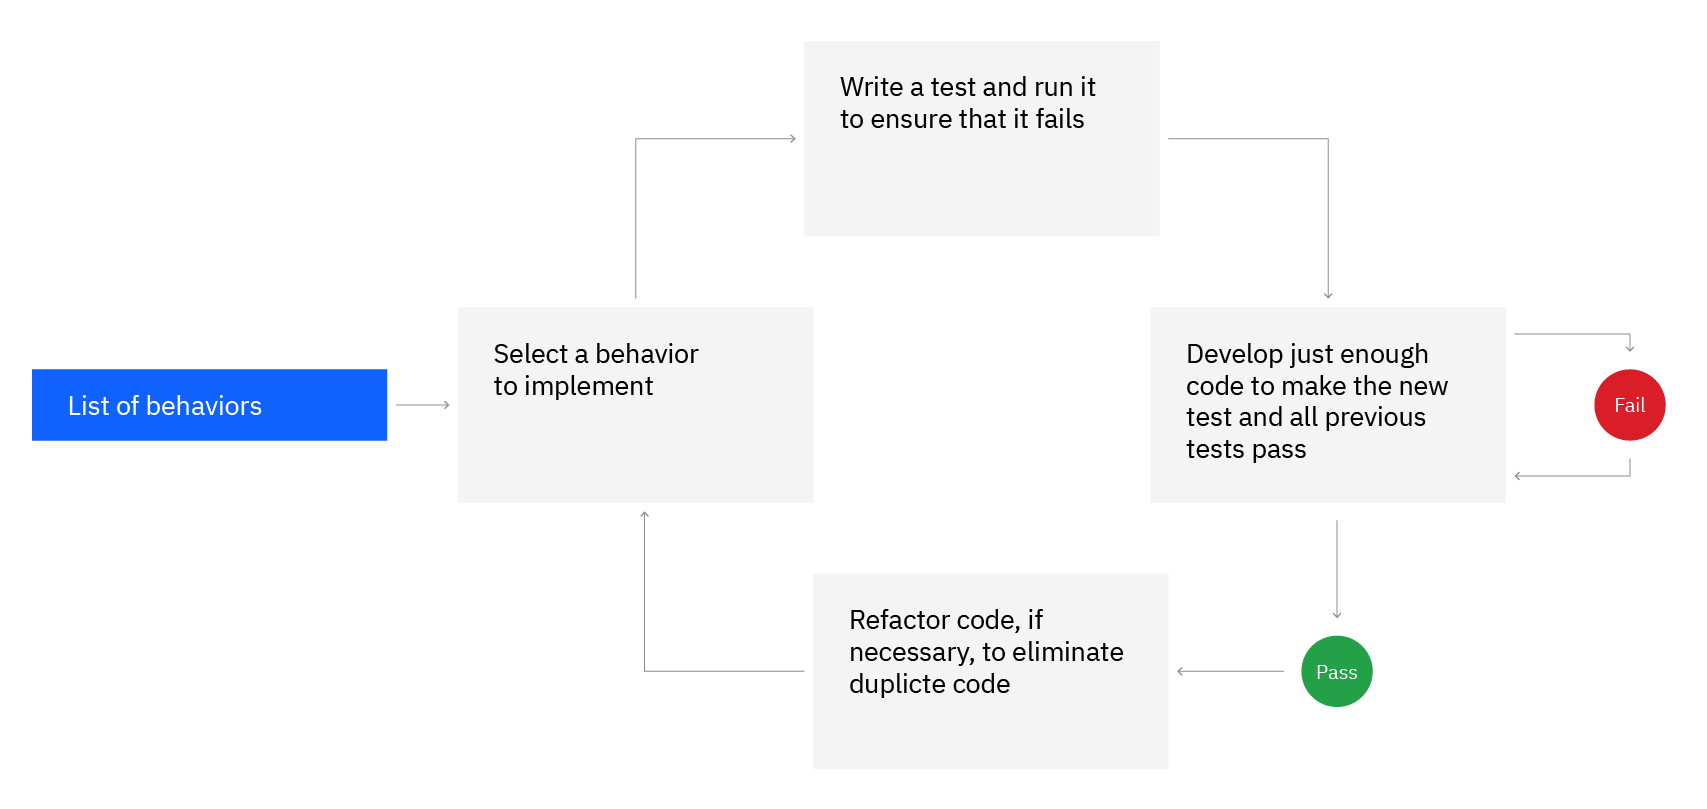 Write a test and run it
to ensure that it fails
List of behaviors
Select a behavior
to implement
Develop just enough
code to make the new
test and all previous
tests pass
Fail
Refactor code, if
necessary, to eliminate
duplicte code
Pass